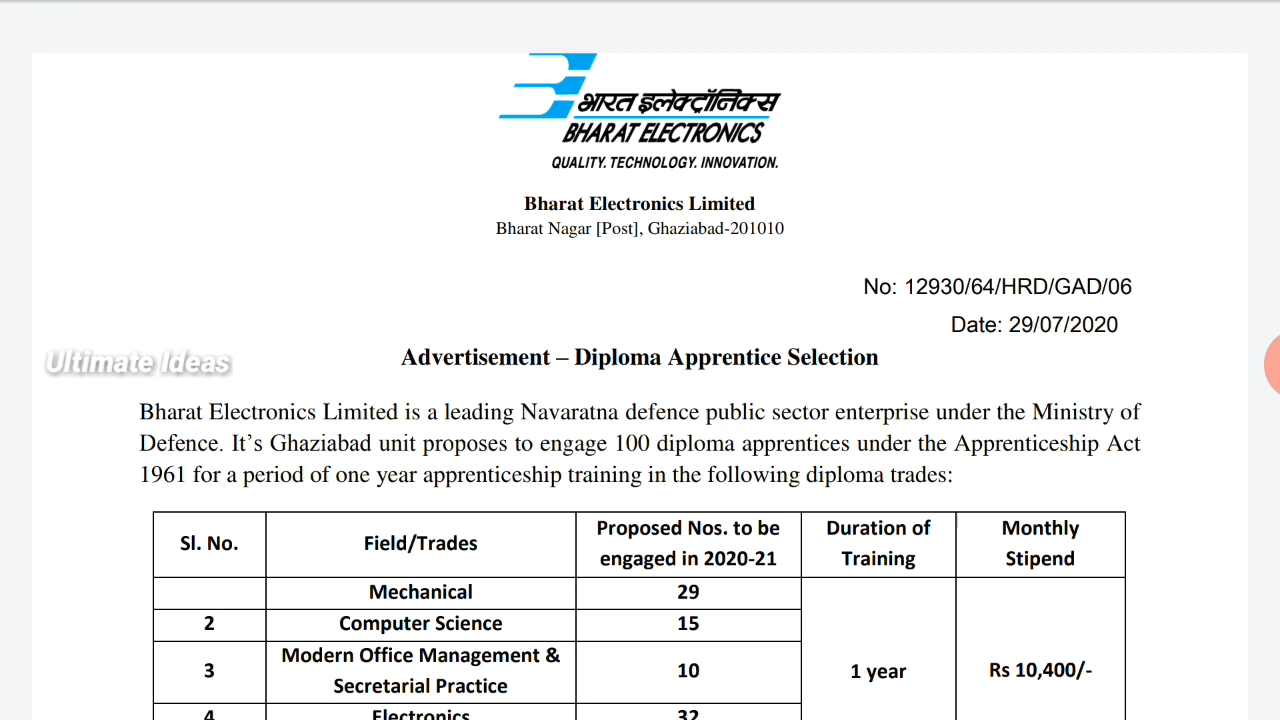 भारत इलेक्ट्रॉनिक्स
BHARAT ELECTRONICS
QUALITY. TECHNOLOGY. INNOVATION.
Bharat Electronics Limited
Bharat Nagar [Post], Ghaziabad-201010
No: 12930/64/HRD/GAD/06
Date: 29/07/2020
Ultimate Ideas
Advertisement – Diploma Apprentice Selection
Bharat Electronics Limited is a leading Navaratna defence public sector enterprise under the Ministry of
Defence. It’s Ghaziabad unit proposes to engage 100 diploma apprentices under the Apprenticeship Act
1961 for a period of one year apprenticeship training in the following diploma trades:
Sl. No. Field/Trades Proposed Nos. to be engaged in 2020-21 Duration of Training Monthly Stipend
Mechanical 29
2 Computer Science 15
3 Modern Office Management & Secretarial Practice 10 1 year Rs 10,400/-
4 Electronics 32